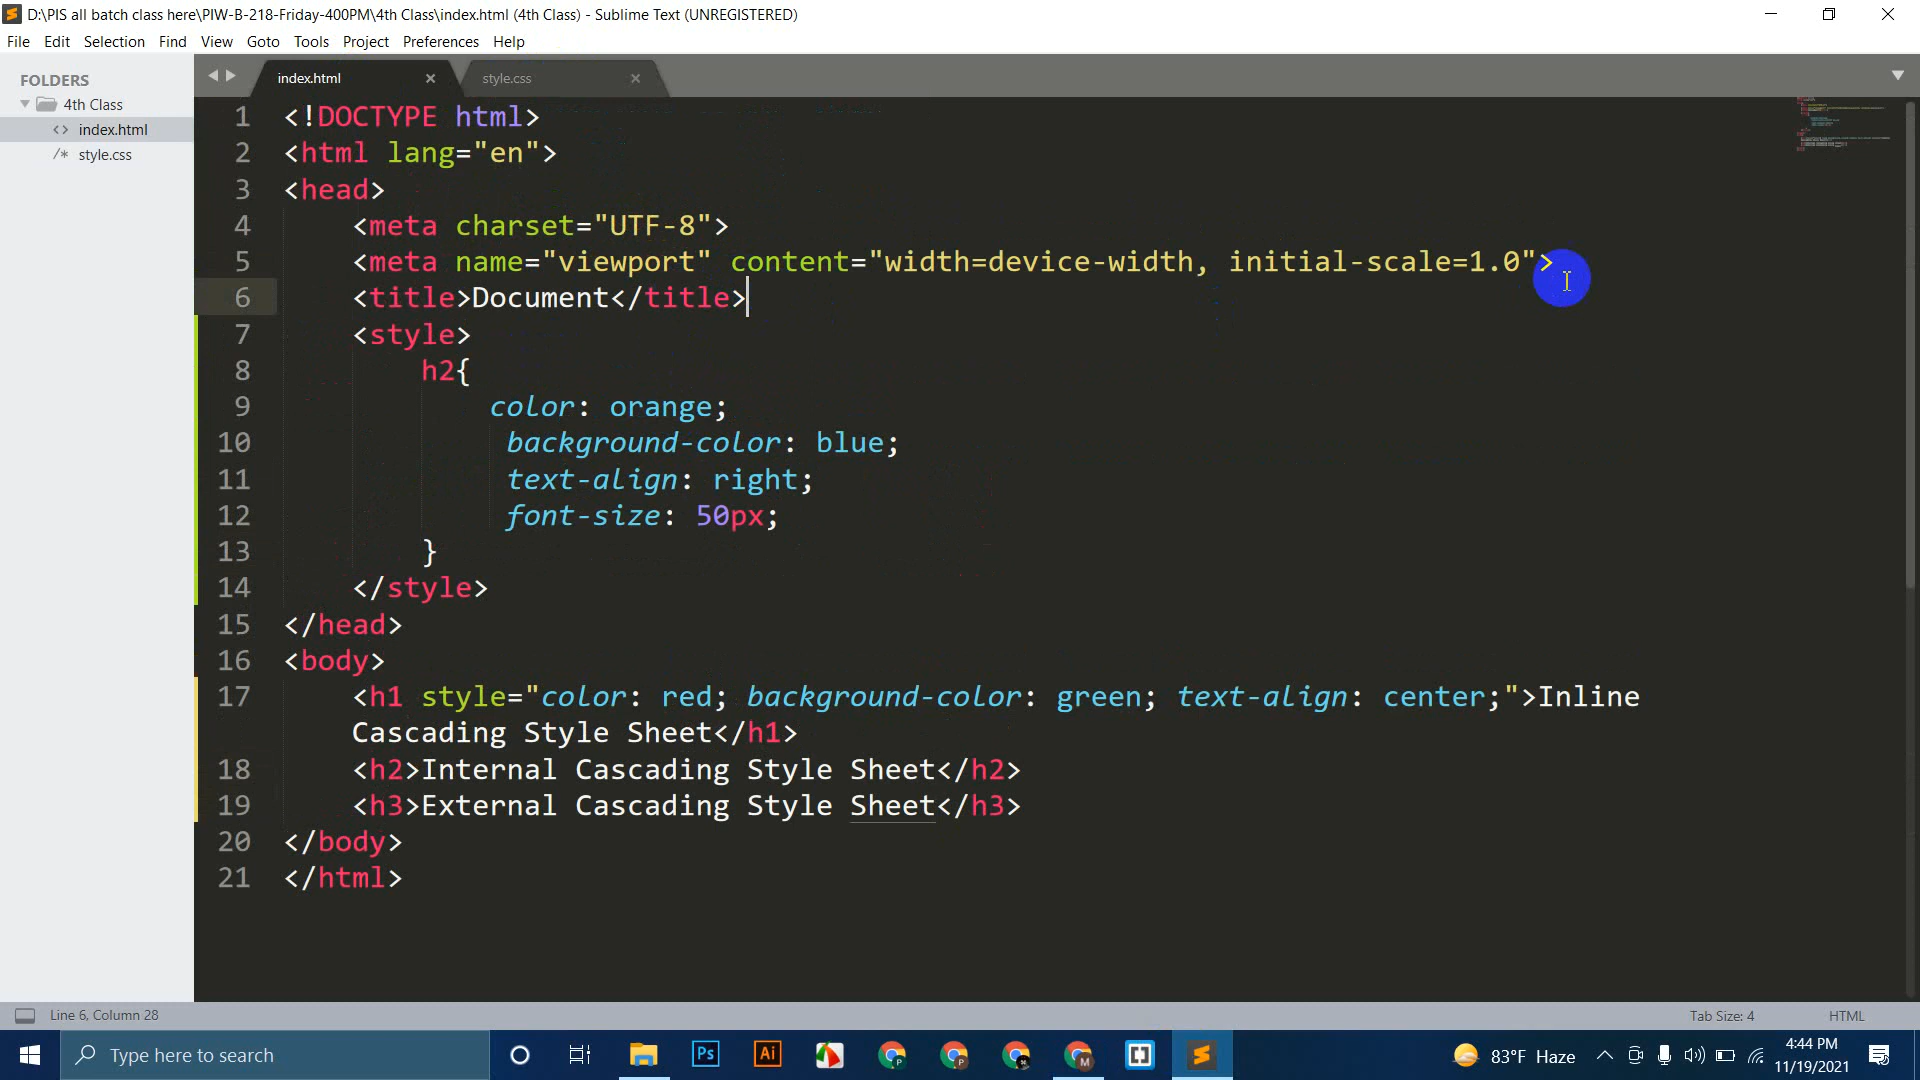 D:\PIS all batch class here\PIW-B-218-Friday-400PM\4th Class\index.html (4th Class) - Sublime Text (UNREGISTERED)
File Edit Selection Find View Goto Tools Project Preferences Help
FOLDERS
4th Class
<> index.html
/* style.css
index.html × style.css ×
1 <!DOCTYPE html>
2 <html lang="en">
3 <head>
4 <meta charset="UTF-8">
5 <meta name="viewport" content="width=device-width, initial-scale=1.0">
6 <title>Document</title>
7 <style>
8 h2{
9 color: orange;
10 background-color: blue;
11 text-align: right;
12 font-size: 50px;
13 }
14 </style>
15 </head>
16 <body>
17 <h1 style="color: red; background-color: green; text-align: center;">Inline
Cascading Style Sheet</h1>
18 <h2>Internal Cascading Style Sheet</h2>
19 <h3>External Cascading Style Sheet</h3>
20 </body>
21 </html>
Line 6, Column 28 Tab Size: 4 HTML
Type here to search Ps Ai 83°F Haze 4:44 PM
11/19/2021